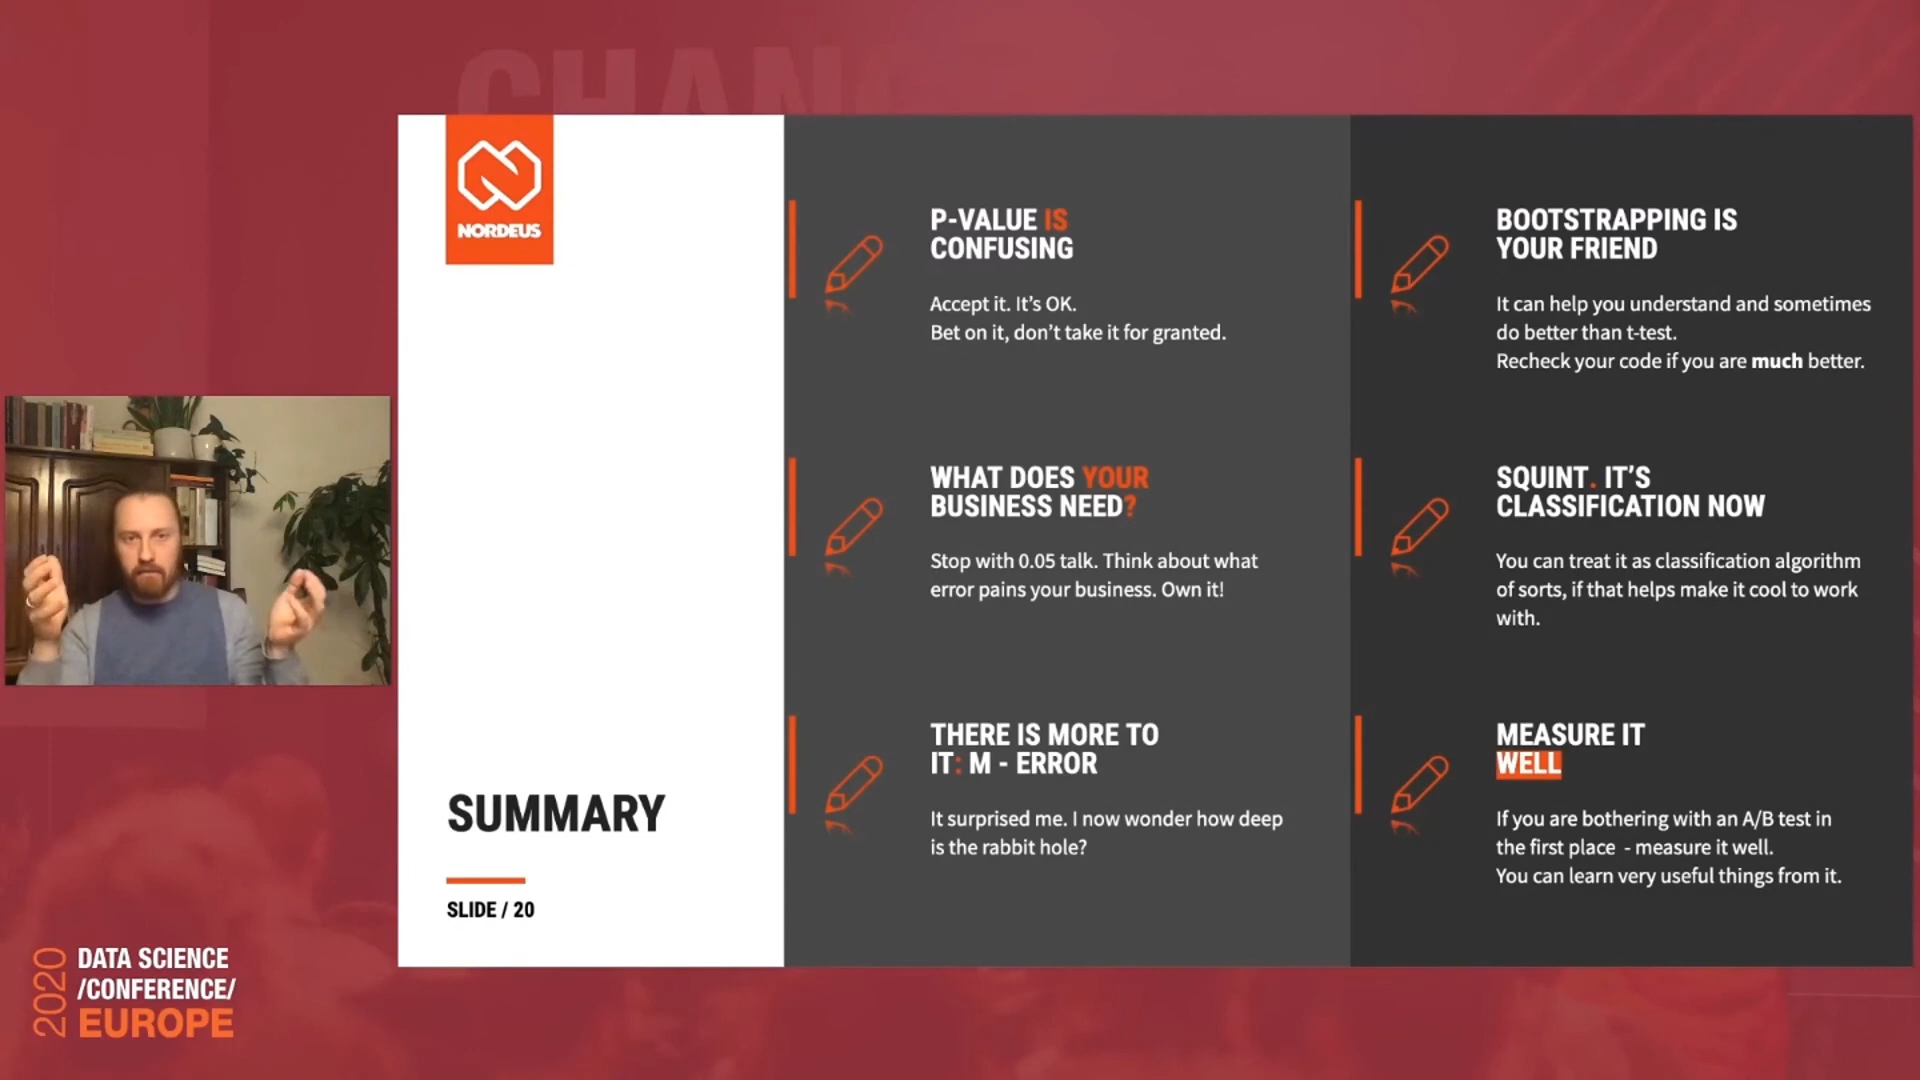 CHANG
NORDEUS
SUMMARY
SLIDE / 20
P-VALUE IS
CONFUSING
Accept it. It's OK.
Bet on it, don't take it for granted.
WHAT DOES YOUR
BUSINESS NEED?
Stop with 0.05 talk. Think about what
error pains your business. Own it!
THERE IS MORE TO
IT: M - ERROR
It surprised me. I now wonder how deep
is the rabbit hole?
BOOTSTRAPPING IS
YOUR FRIEND
It can help you understand and sometimes
do better than t-test.
Recheck your code if you are much better.
SQUINT. IT'S
CLASSIFICATION NOW
You can treat it as classification algorithm
of sorts, if that helps make it cool to work
with.
MEASURE IT
WELL
If you are bothering with an A/B test in
the first place - measure it well.
You can learn very useful things from it.
2020
DATA SCIENCE
/CONFERENCE/
EUROPE